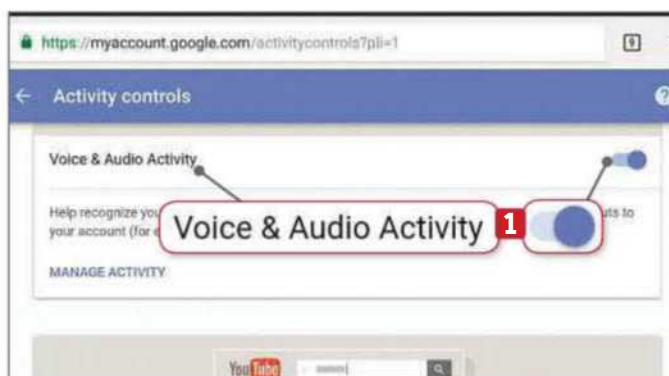 https://myaccount.google.com/activitycontrols?pli=1
9
← Activity controls ?
Voice & Audio Activity
Help recognize you uts to
your account (for e
Voice & Audio Activity 1
MANAGE ACTIVITY
YouTube